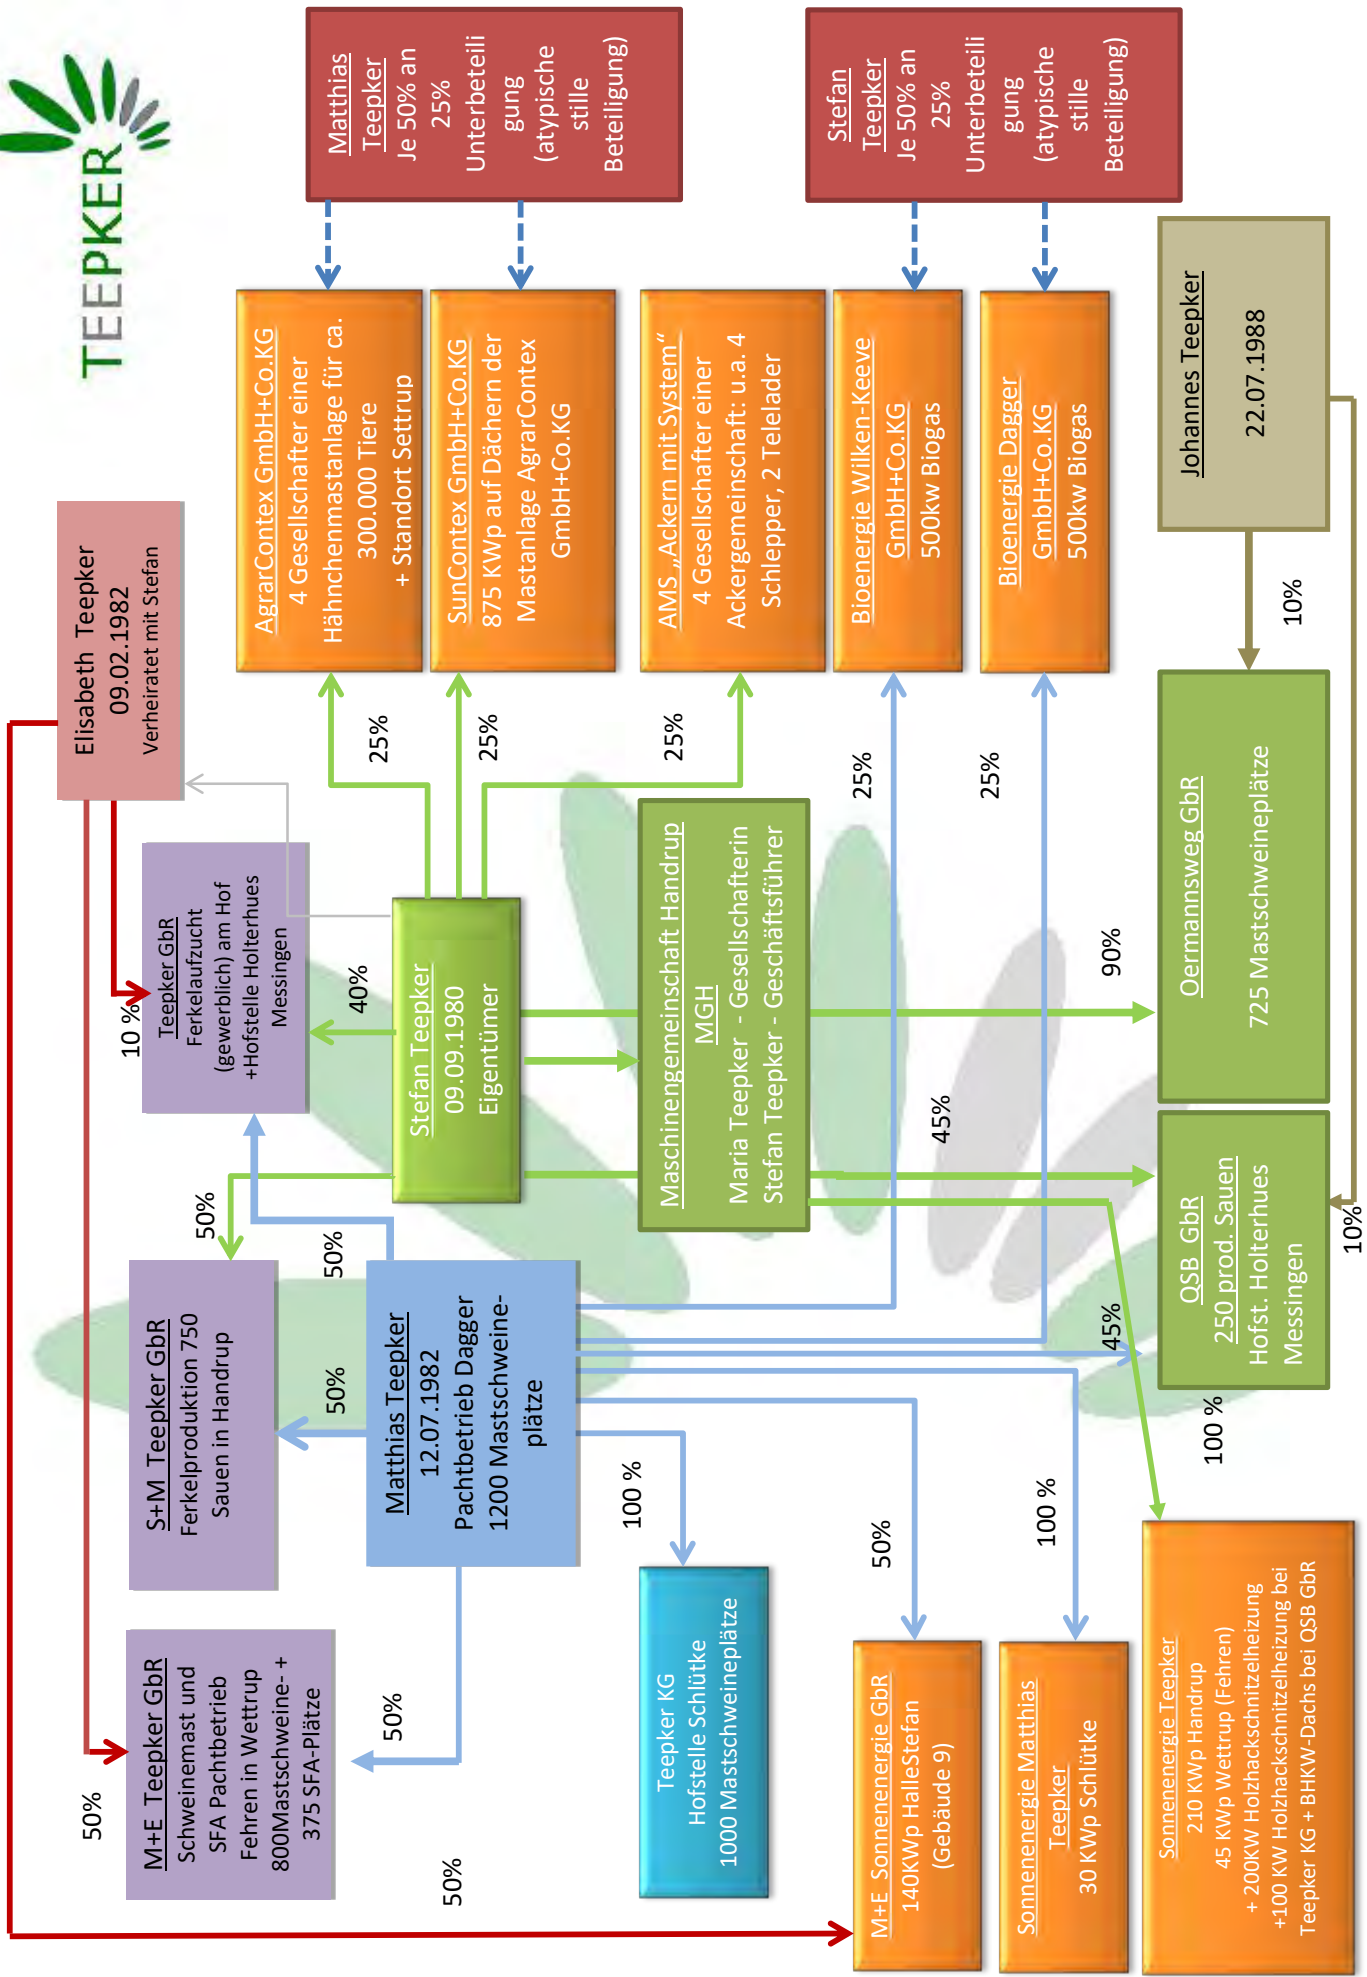 TEEPKER
Elisabeth Teepker
09.02.1982
Verheiratet mit Stefan
Matthias
Teepker
Je 50% an
25%
Unterbeteili
gung
(atypische
stille
Beteiligung)
Stefan
Teepker
Je 50% an
25%
Unterbeteili
gung
(atypische
stille
Beteiligung)
AgrarContex GmbH+Co.KG
4 Gesellschafter einer
Hähnchenmastanlage für ca.
300.000 Tiere
+ Standort Settrup
SunContex GmbH+Co.KG
875 KWp auf Dächern der
Mastanlage AgrarContex
GmbH+Co.KG
AMS „Ackern mit System“
4 Gesellschafter einer
Ackergemeinschaft: u.a. 4
Schlepper, 2 Telelader
Bioenergie Wilken-Keeve
GmbH+Co.KG
500kw Biogas
Bioenergie Dagger
GmbH+Co.KG
500kw Biogas
Johannes Teepker
22.07.1988
10%
25%
25%
25%
25%
25%
10 %
Teepker GbR
Ferkelaufzucht
(gewerblich) am Hof
+Hofstelle Holterhues
Messingen
40%
Stefan Teepker
09.09.1980
Eigentümer
Maschinengemeinschaft Handrup
MGH
Maria Teepker - Gesellschafterin
Stefan Teepker - Geschäftsführer
90%
45%
Oermannsweg GbR
725 Mastschweineplätze
QSB GbR
250 prod. Sauen
Hofst. Holterhues
Messingen
10%
45%
50%
50%
50%
S+M Teepker GbR
Ferkelproduktion 750
Sauen in Handrup
Matthias Teepker
12.07.1982
Pachtbetrieb Dagger
1200 Mastschweine-
plätze
100 %
50%
100 %
100 %
50%
M+E Teepker GbR
Schweinemast und
SFA Pachtbetrieb
Fehren in Wettrup
800Mastschweine- +
375 SFA-Plätze
50%
50%
Teepker KG
Hofstelle Schlütke
1000 Mastschweineplätze
M+E Sonnenenergie GbR
140KWp HalleStefan
(Gebäude 9)
Sonnenenergie Matthias
Teepker
30 KWp Schlütke
Sonnenenergie Teepker
210 KWp Handrup
45 KWp Wettrup (Fehren)
+ 200KW Holzhackschnitzelheizung
+100 KW Holzhackschnitzelheizung bei
Teepker KG + BHKW-Dachs bei QSB GbR